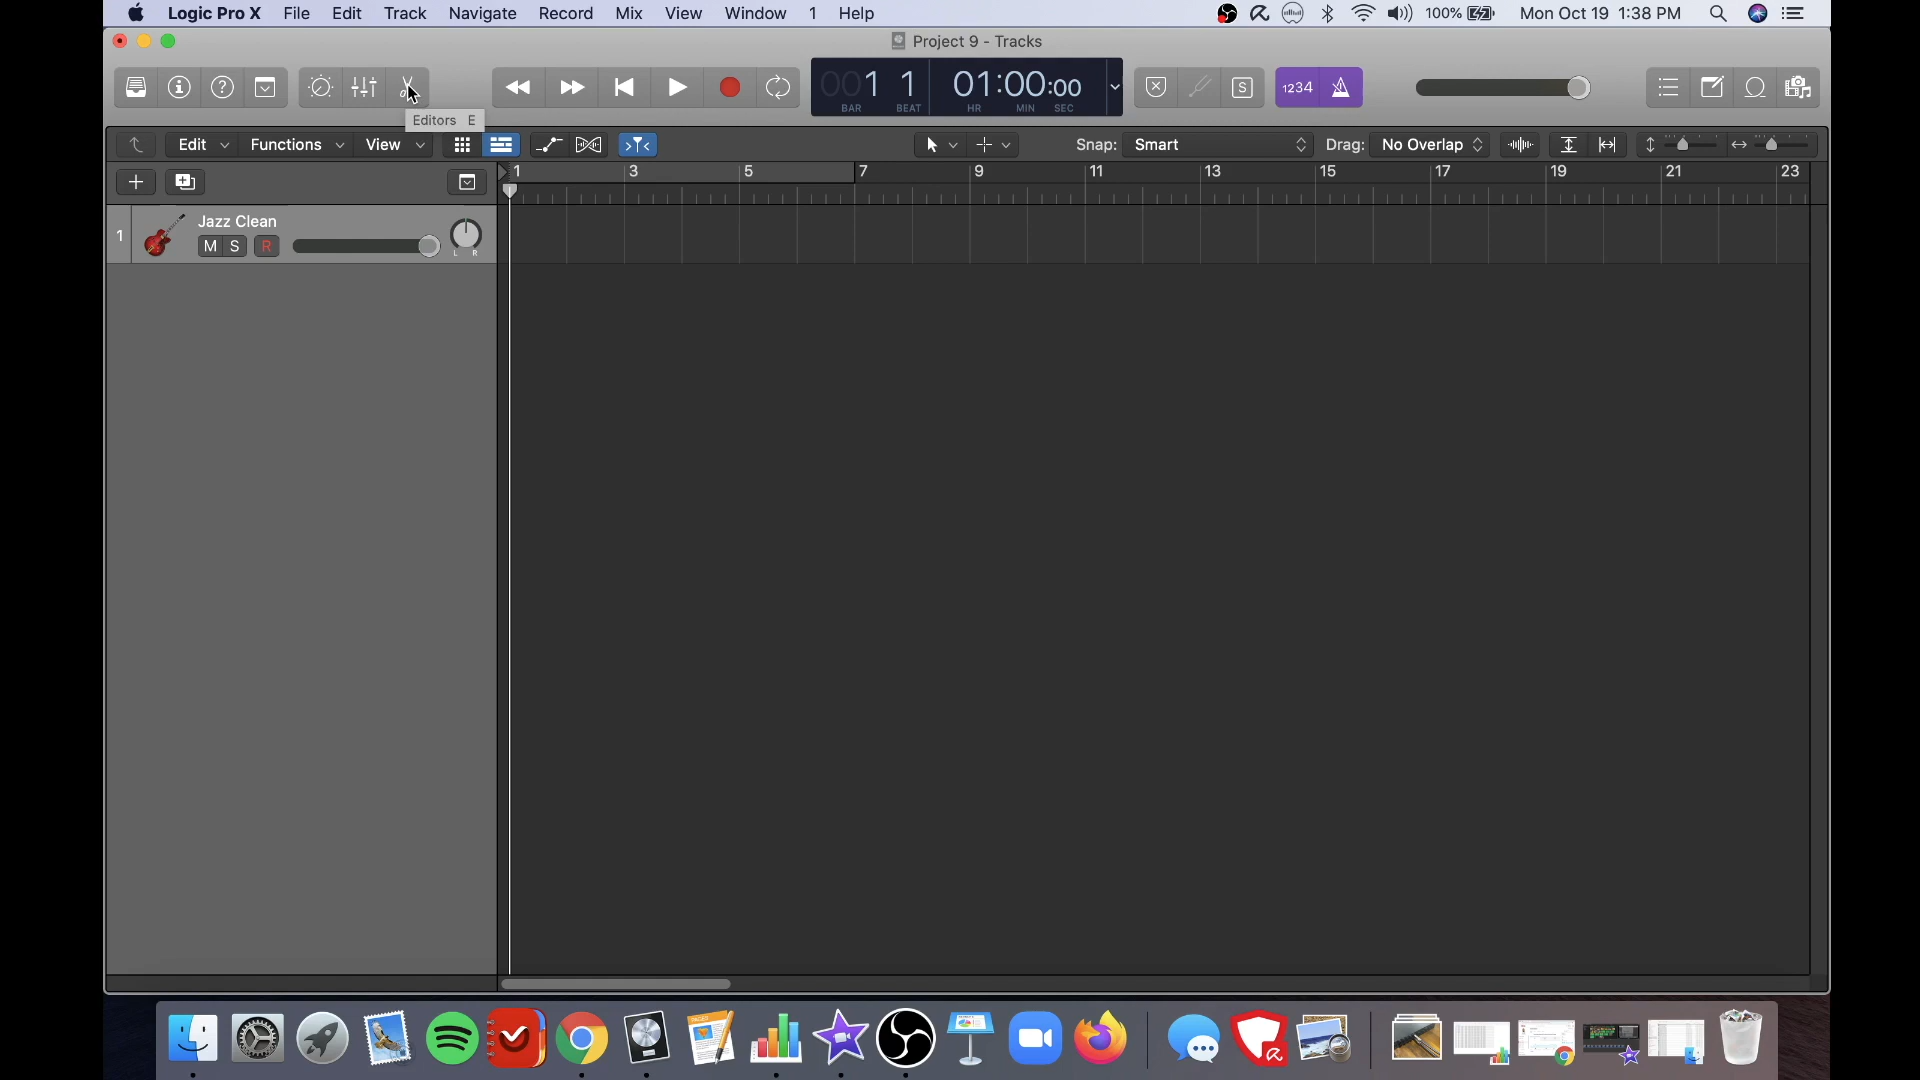 Logic Pro X File Edit Track Navigate Record Mix View Window 1 Help 100% Mon Oct 19 1:38 PM
Project 9 - Tracks
001 1 01:00:00 1234
BAR BEAT HR MIN SEC
Editors E
Edit Functions View Snap: Smart Drag: No Overlap
1 3 5 7 9 11 13 15 17 19 21 23
1 Jazz Clean
M S R L R